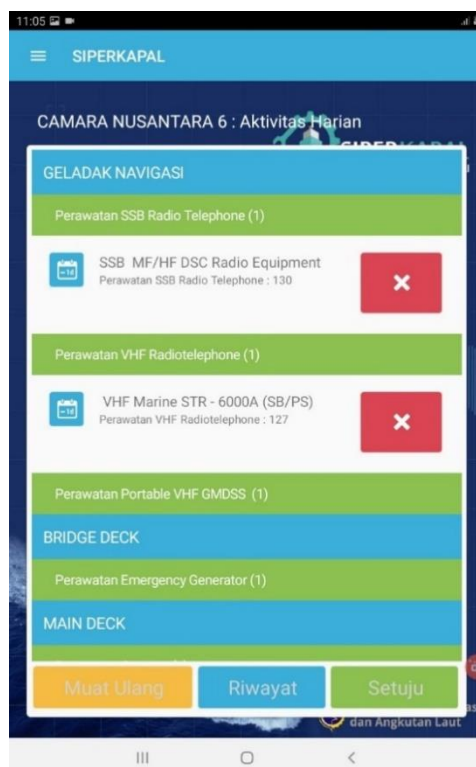 11:05
SIPERKAPAL
CAMARA NUSANTARA 6 : Aktivitas Harian
GELADAK NAVIGASI
Perawatan SSB Radio Telephone (1)
SSB MF/HF DSC Radio Equipment
Perawatan SSB Radio Telephone : 130
Perawatan VHF Radiotelephone (1)
VHF Marine STR - 6000A (SB/PS)
Perawatan VHF Radiotelephone : 127
Perawatan Portable VHF GMDSS (1)
BRIDGE DECK
Perawatan Emergency Generator (1)
MAIN DECK
Muat Ulang
Riwayat
Setuju
dan Angkutan Laut